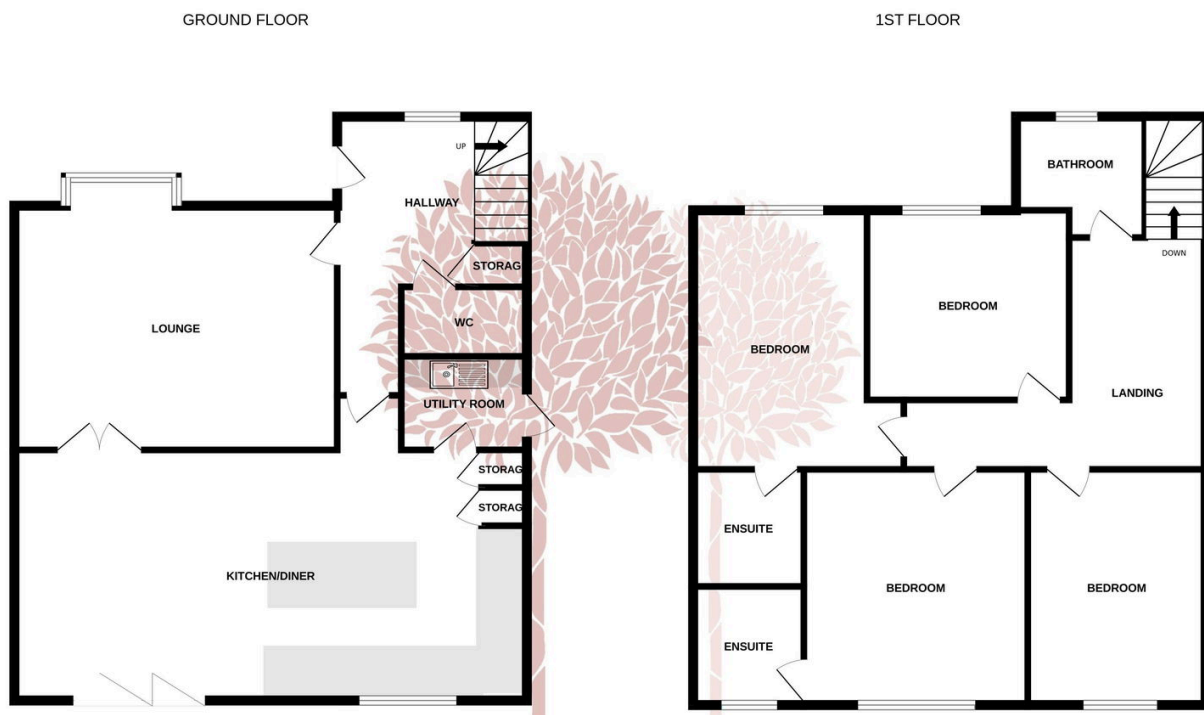 GROUND FLOOR
1ST FLOOR
UP
HALLWAY
STORAG
LOUNGE
WC
UTILITY ROOM
STORAG
STORAG
KITCHEN/DINER
BATHROOM
DOWN
BEDROOM
BEDROOM
LANDING
ENSUITE
BEDROOM
BEDROOM
ENSUITE